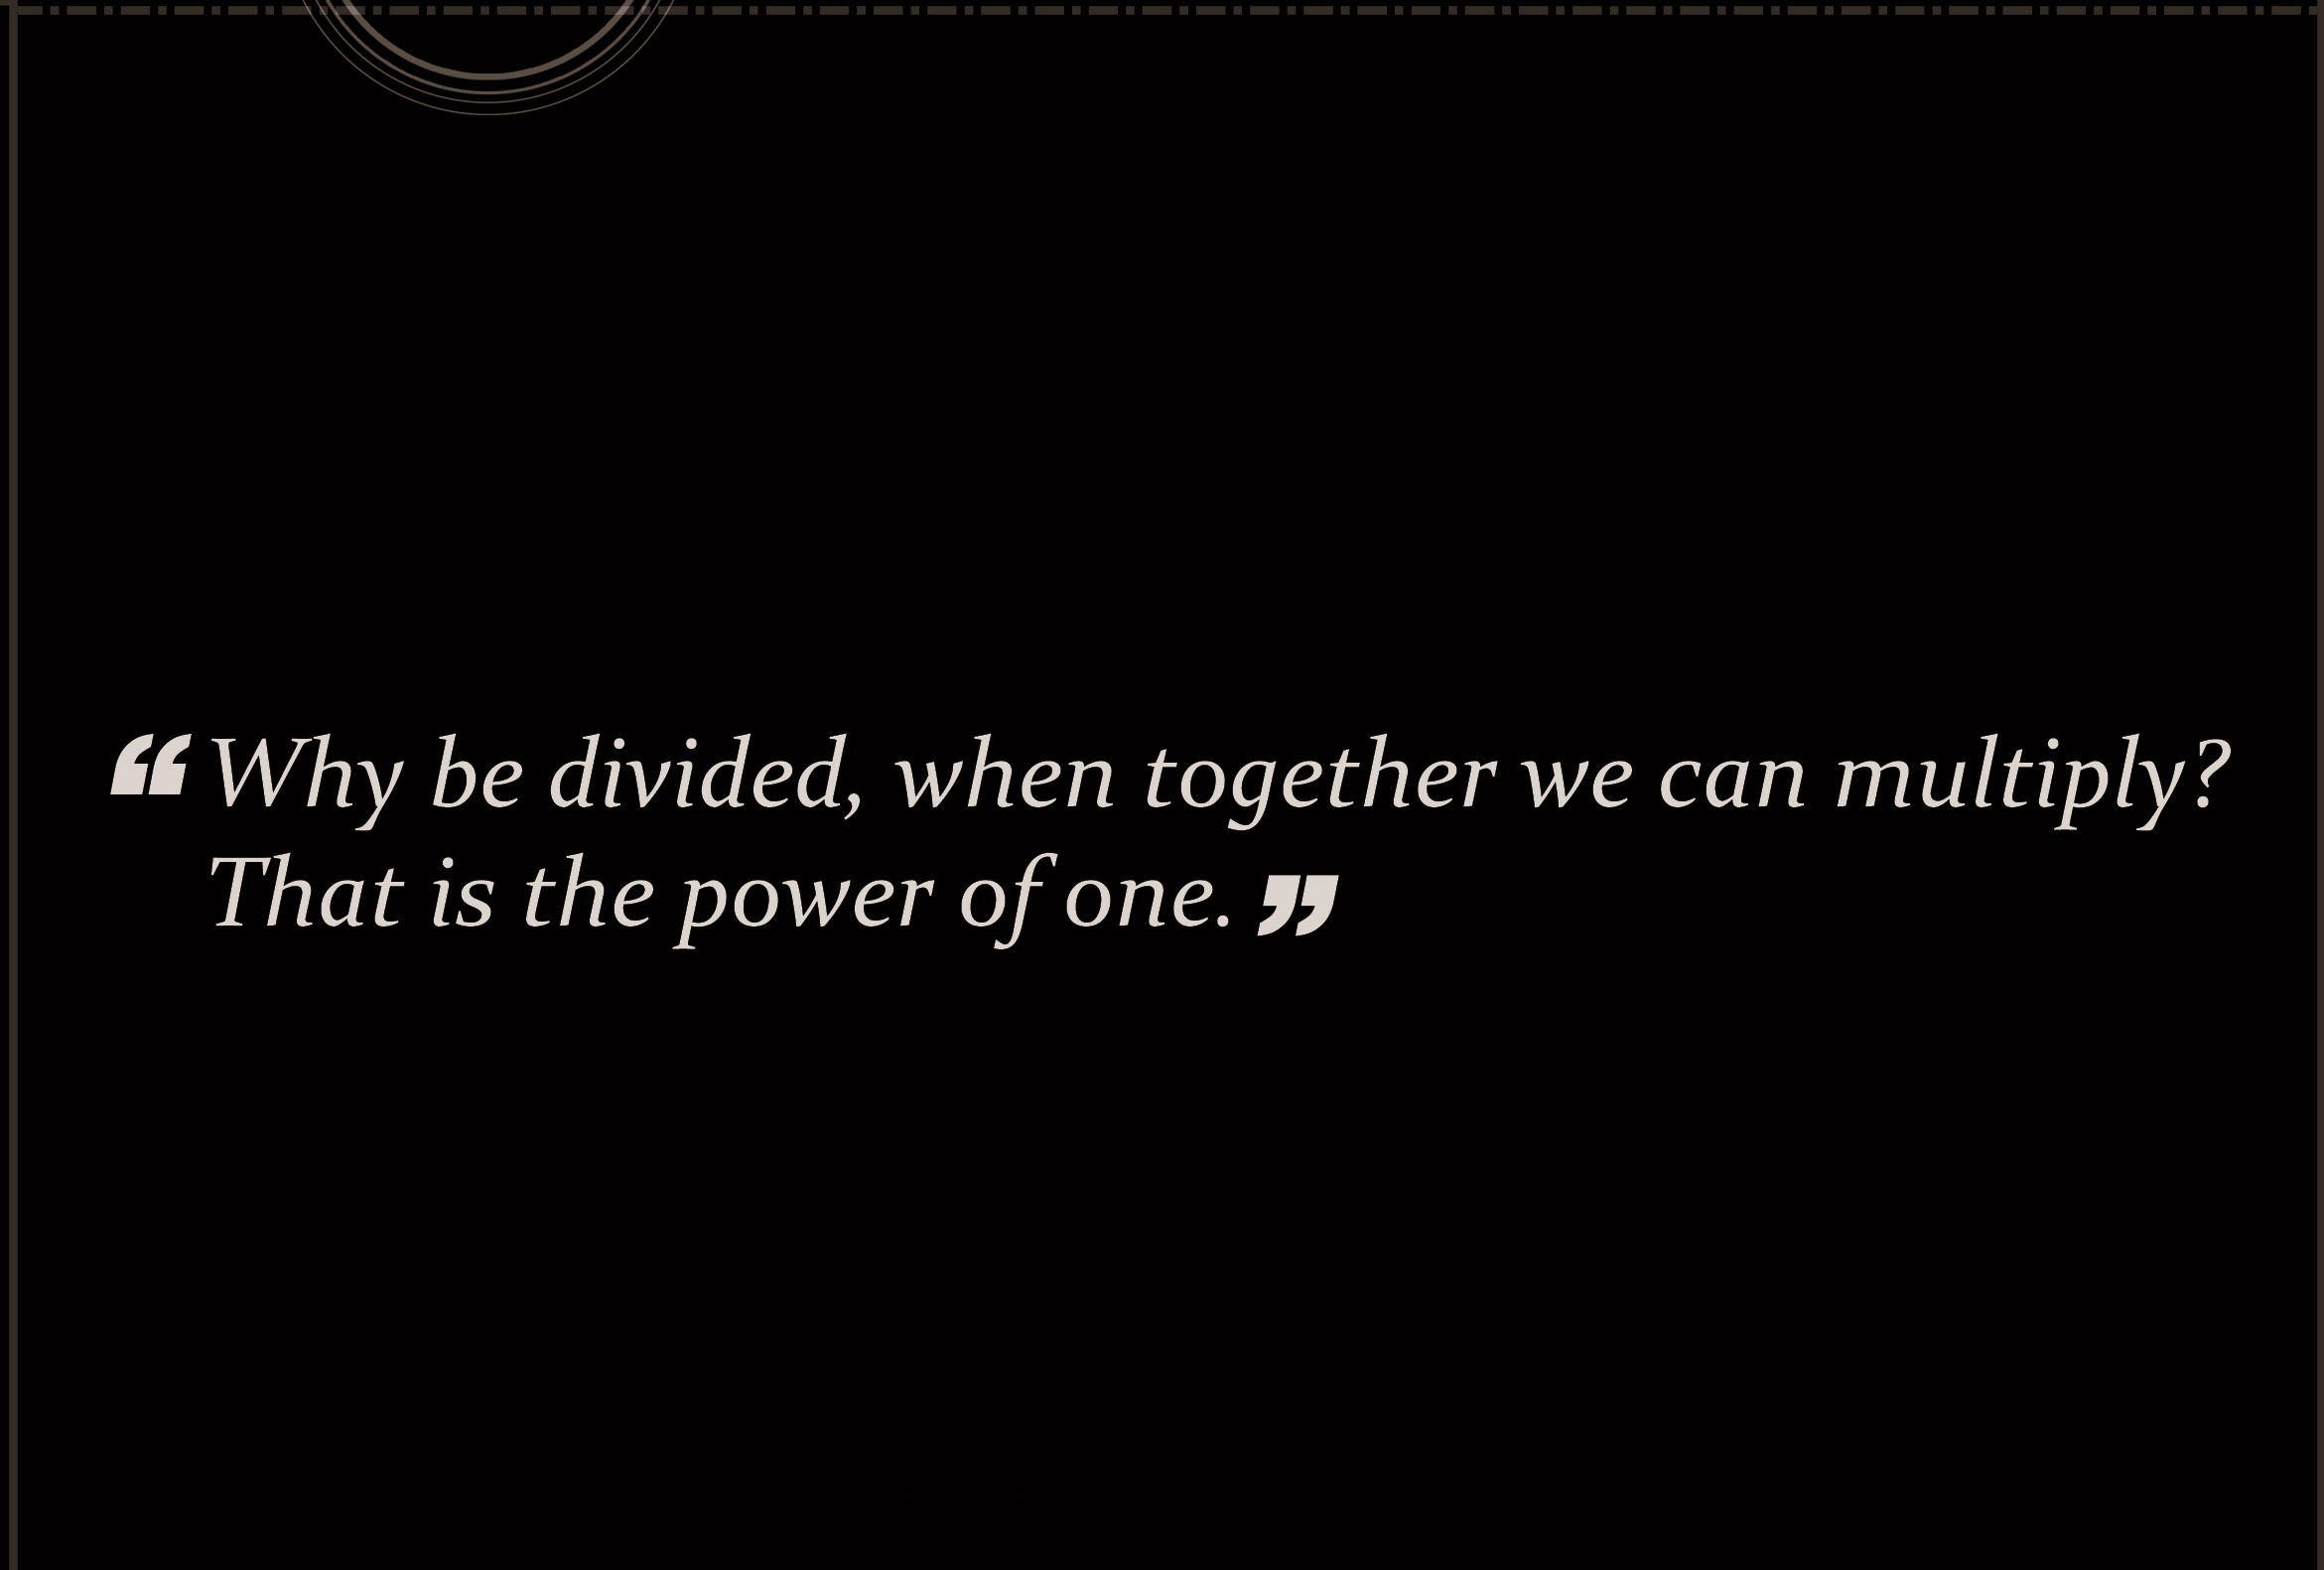 “Why be divided, when together we can multiply?
That is the power of one.”